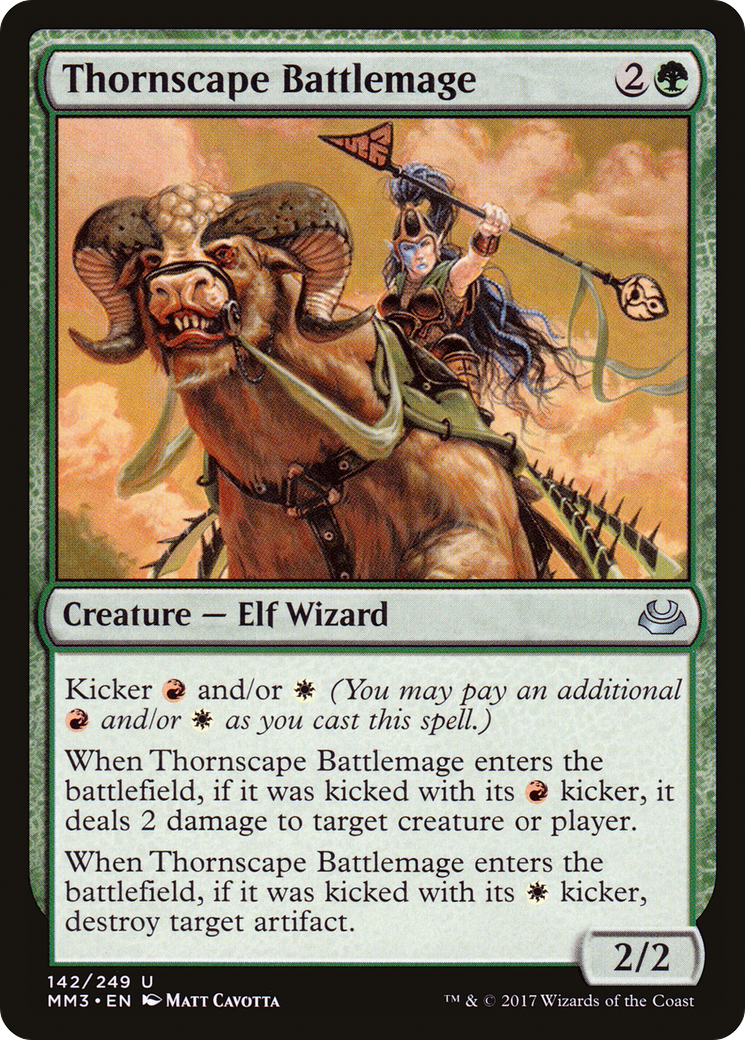 Thornscape Battlemage 2
Creature — Elf Wizard
Kicker and/or (You may pay an additional
and/or as you cast this spell.)
When Thornscape Battlemage enters the
battlefield, if it was kicked with its kicker, it
deals 2 damage to target creature or player.
When Thornscape Battlemage enters the
battlefield, if it was kicked with its kicker,
destroy target artifact.
2/2
142/249 U
MM3 • EN Matt Cavotta
™ & © 2017 Wizards of the Coast